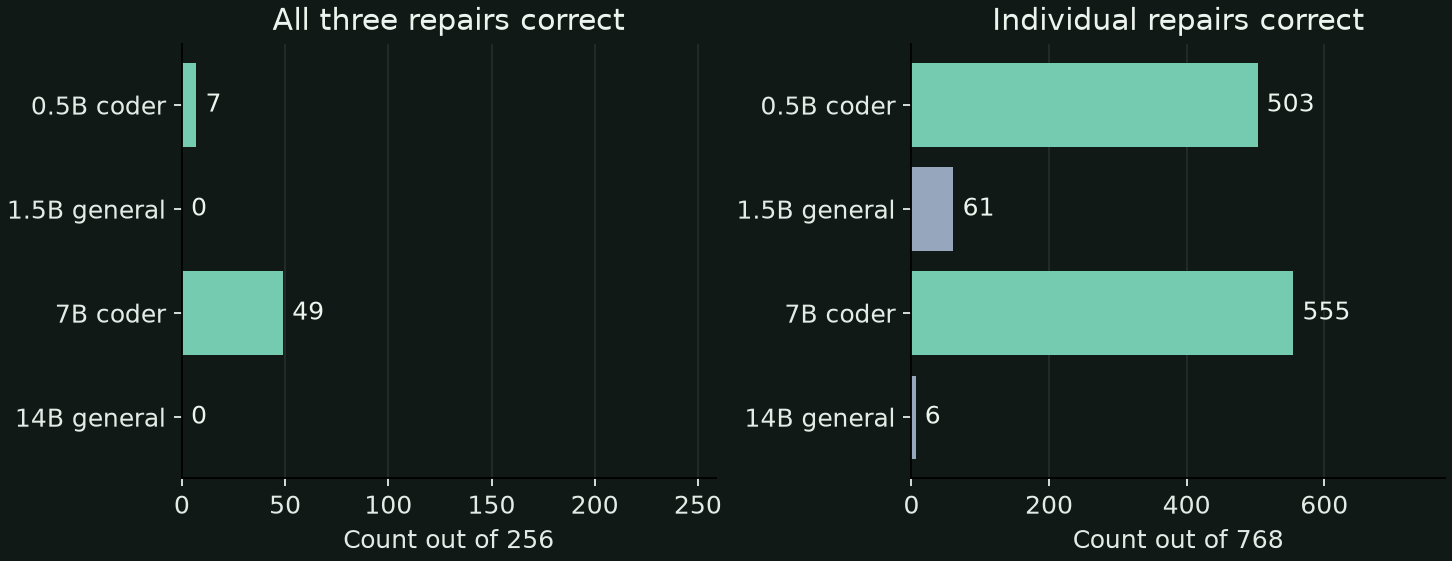 All three repairs correct
0.5B coder
7
1.5B general
0
7B coder
49
14B general
0
0 50 100 150 200 250
Count out of 256
Individual repairs correct
0.5B coder
503
1.5B general
61
7B coder
555
14B general
6
0 200 400 600
Count out of 768